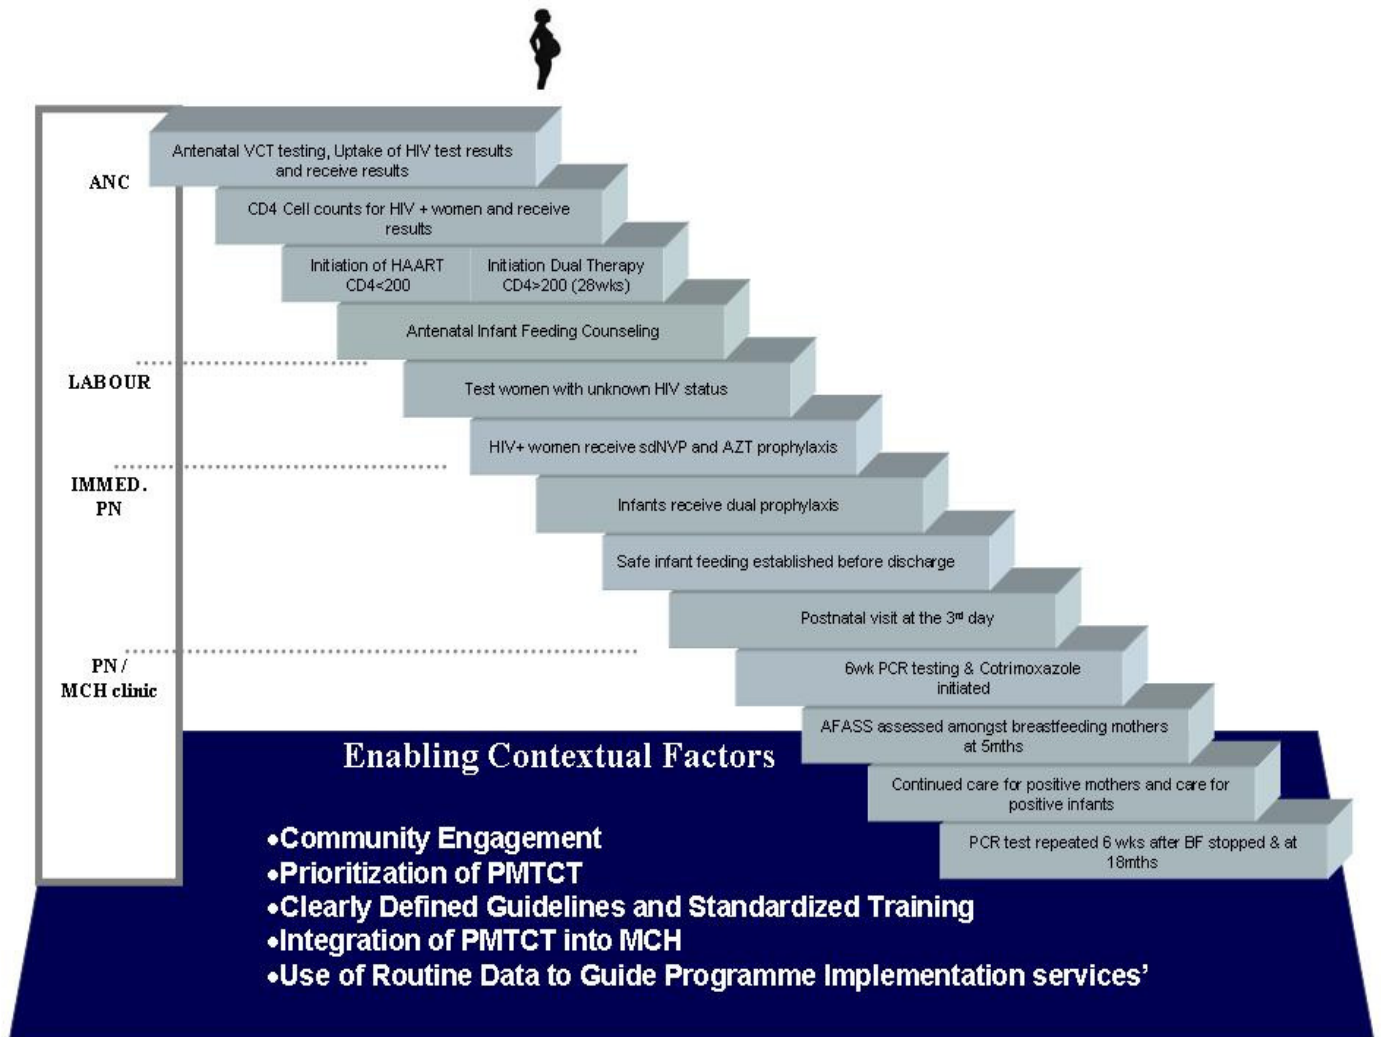 ANC
Antenatal VCT testing, Uptake of HIV test results
and receive results
CD4 Cell counts for HIV + women and receive
results
Initiation of HAART
CD4<200
Initiation Dual Therapy
CD4>200 (28wks)
Antenatal Infant Feeding Counseling
LABOUR
Test women with unknown HIV status
HIV+ women receive sdNVP and AZT prophylaxis
IMMED.
PN
Infants receive dual prophylaxis
Safe infant feeding established before discharge
Postnatal visit at the 3rd day
PN /
MCH clinic
6wk PCR testing & Cotrimoxazole
initiated
AFASS assessed amongst breastfeeding mothers
at 5mths
Continued care for positive mothers and care for
positive infants
PCR test repeated 6 wks after BF stopped & at
18mths
Enabling Contextual Factors
•Community Engagement
•Prioritization of PMTCT
•Clearly Defined Guidelines and Standardized Training
•Integration of PMTCT into MCH
•Use of Routine Data to Guide Programme Implementation services’